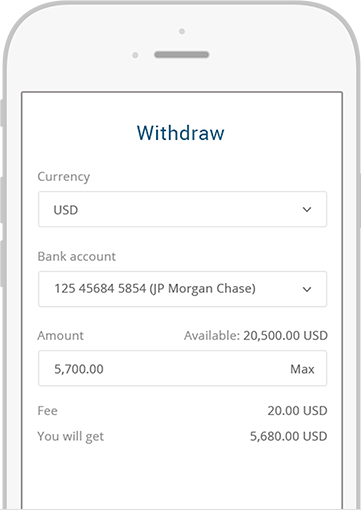 Withdraw
Currency
USD
Bank account
125 45684 5854 (JP Morgan Chase)
Amount Available: 20,500.00 USD
5,700.00 Max
Fee 20.00 USD
You will get 5,680.00 USD